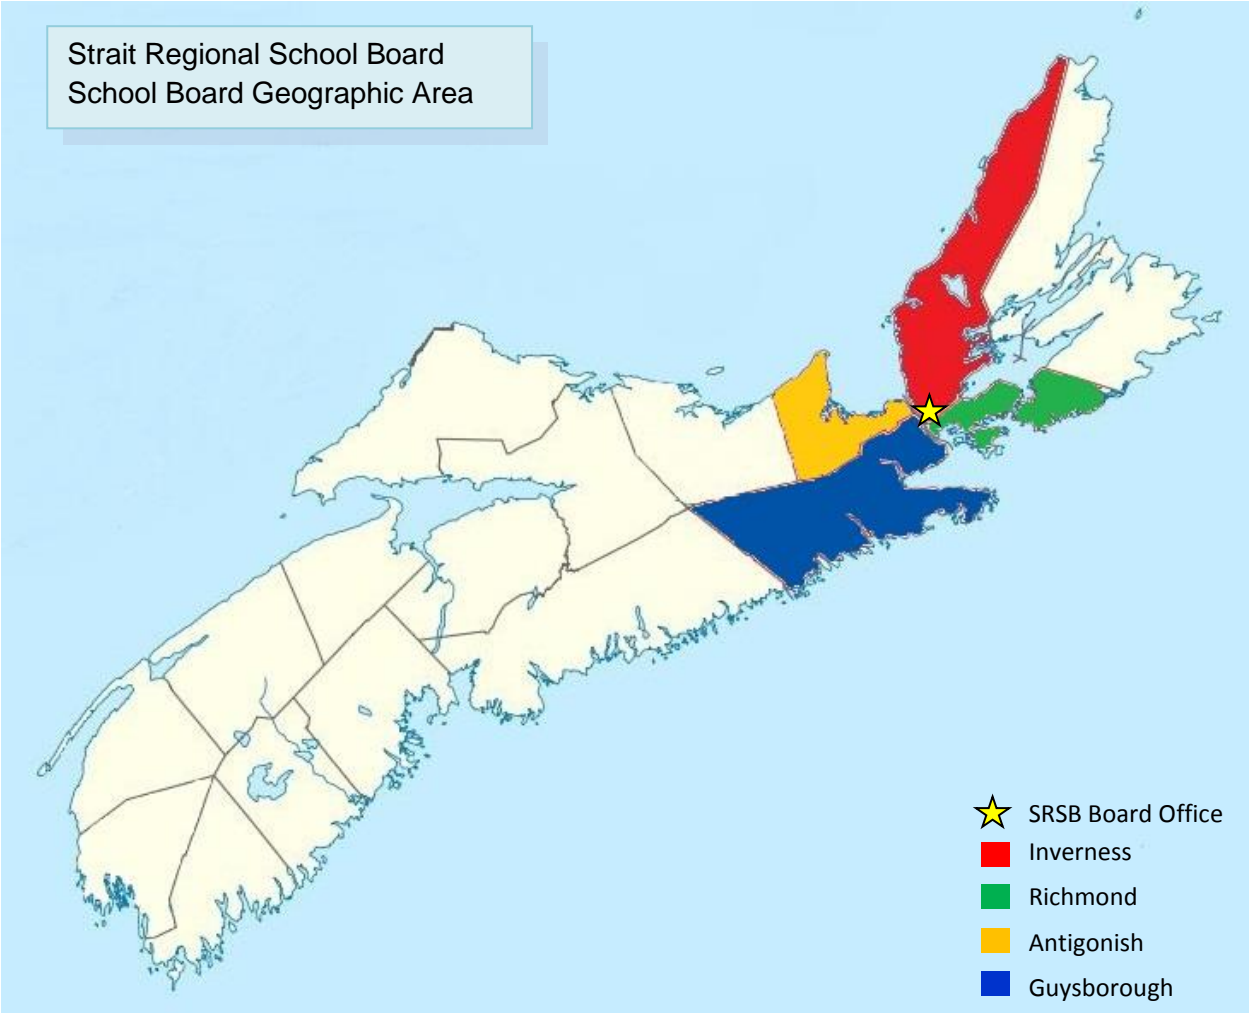 Strait Regional School Board
School Board Geographic Area
SRSB Board Office
Inverness
Richmond
Antigonish
Guysborough